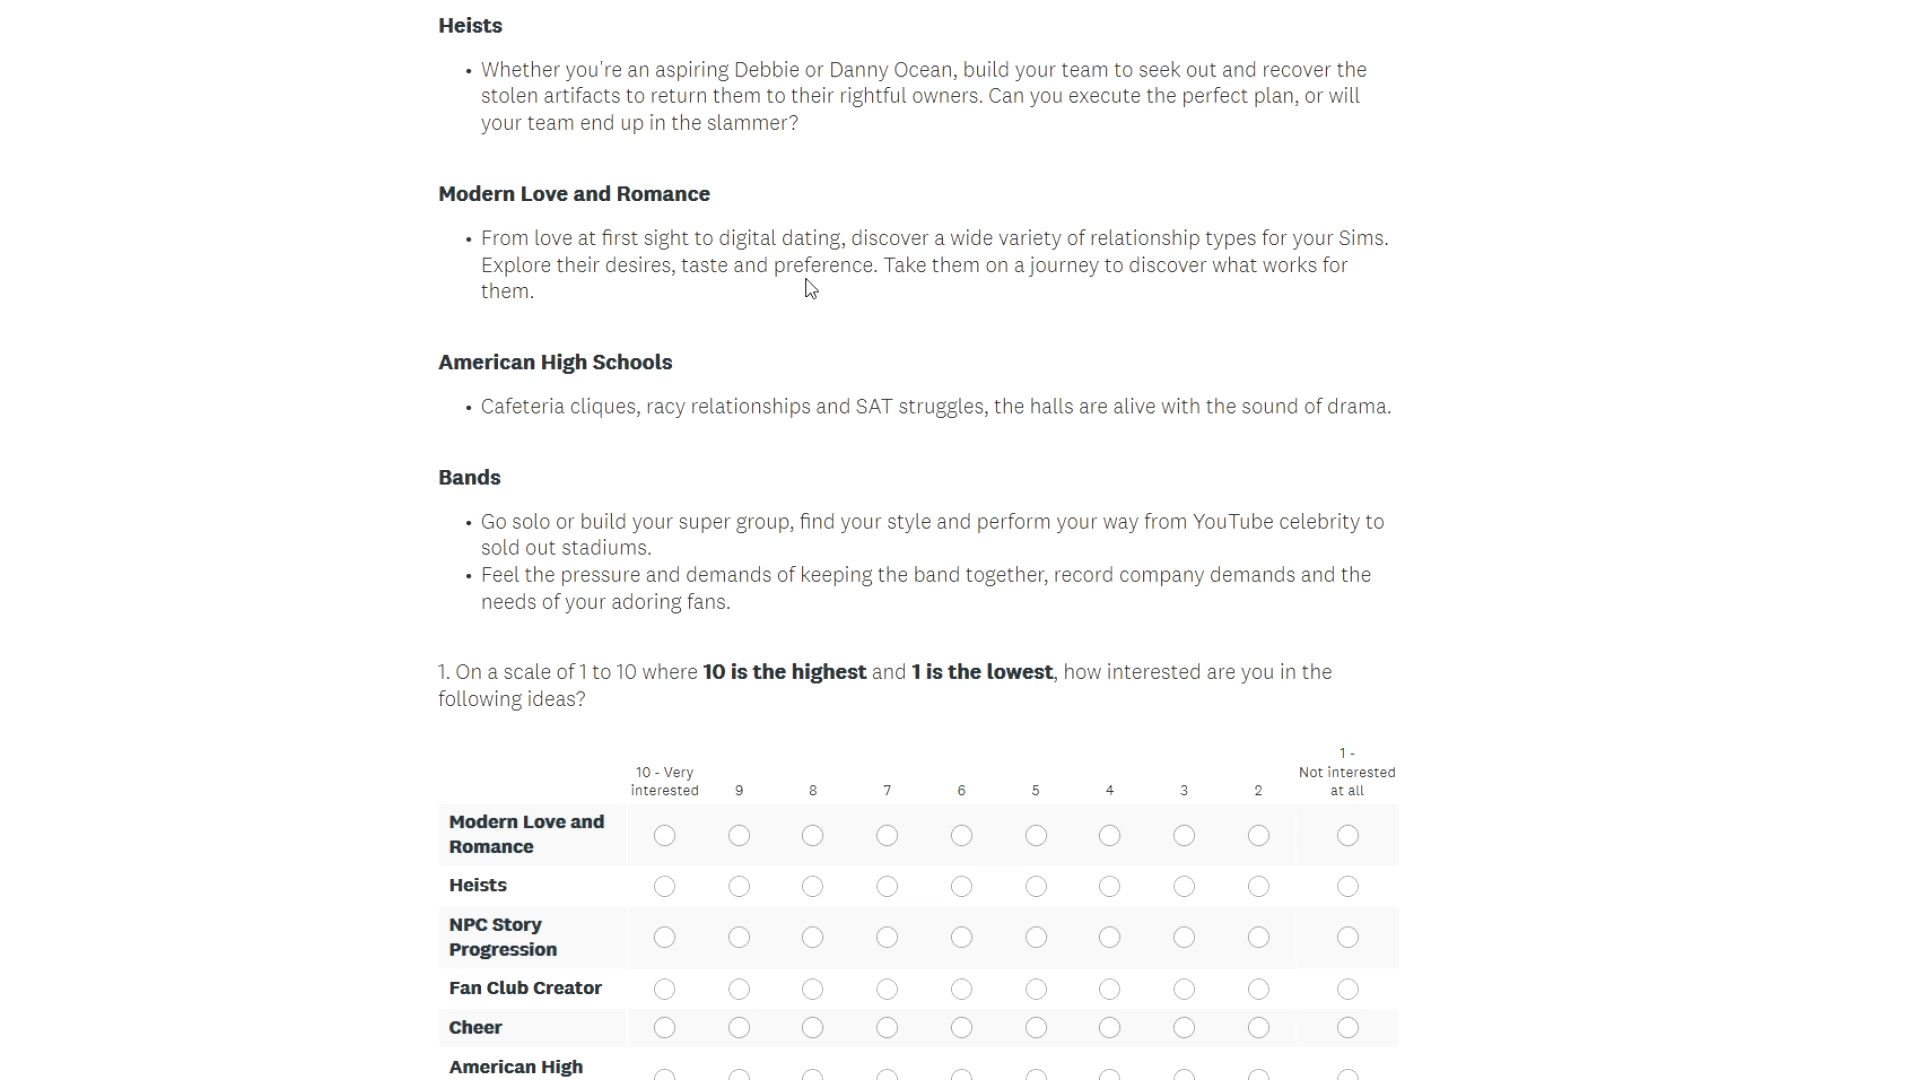 Heists
• Whether you're an aspiring Debbie or Danny Ocean, build your team to seek out and recover the
stolen artifacts to return them to their rightful owners. Can you execute the perfect plan, or will
your team end up in the slammer?
Modern Love and Romance
• From love at first sight to digital dating, discover a wide variety of relationship types for your Sims.
Explore their desires, taste and preference. Take them on a journey to discover what works for
them.
American High Schools
• Cafeteria cliques, racy relationships and SAT struggles, the halls are alive with the sound of drama.
Bands
• Go solo or build your super group, find your style and perform your way from YouTube celebrity to
sold out stadiums.
• Feel the pressure and demands of keeping the band together, record company demands and the
needs of your adoring fans.
1. On a scale of 1 to 10 where 10 is the highest and 1 is the lowest, how interested are you in the
following ideas?
10 - Very
interested
9
8
7
6
5
4
3
2
1 -
Not interested
at all
Modern Love and
Romance
Heists
NPC Story
Progression
Fan Club Creator
Cheer
American High